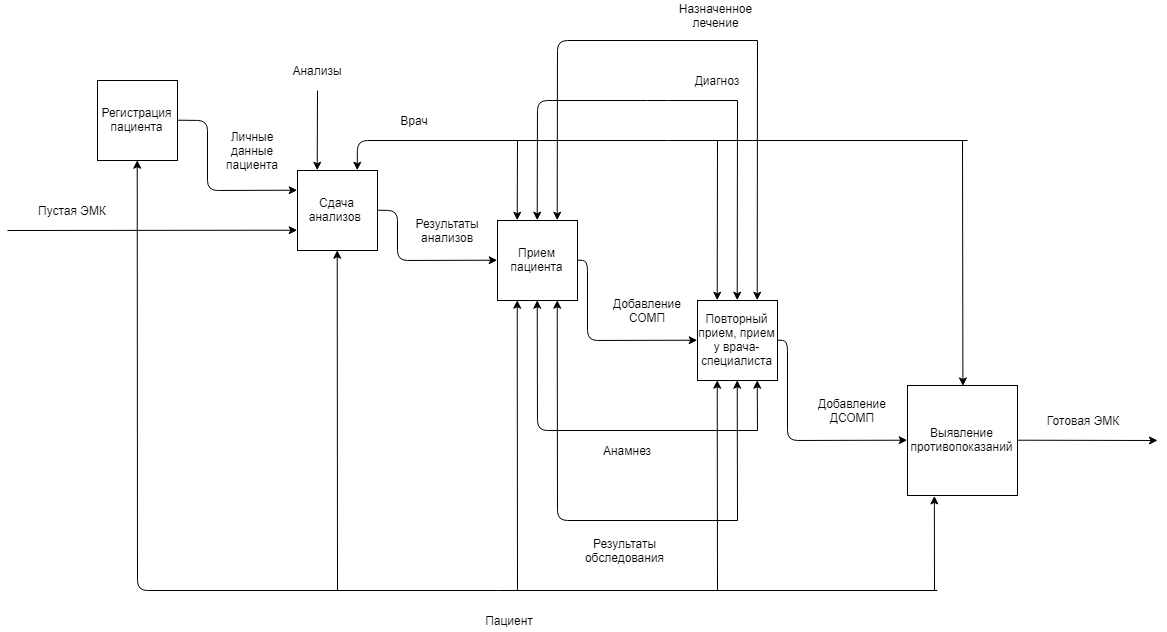 Назначенное
лечение
Анализы
Диагноз
Регистрация
пациента
Врач
Личные
данные
пациента
Пустая ЭМК
Сдача
анализов
Результаты
анализов
Прием
пациента
Добавление
СОМП
Повторный
прием, прием
у врача-
специалиста
Добавление
ДСОМП
Выявление
противопоказаний
Готовая ЭМК
Анамнез
Результаты
обследования
Пациент